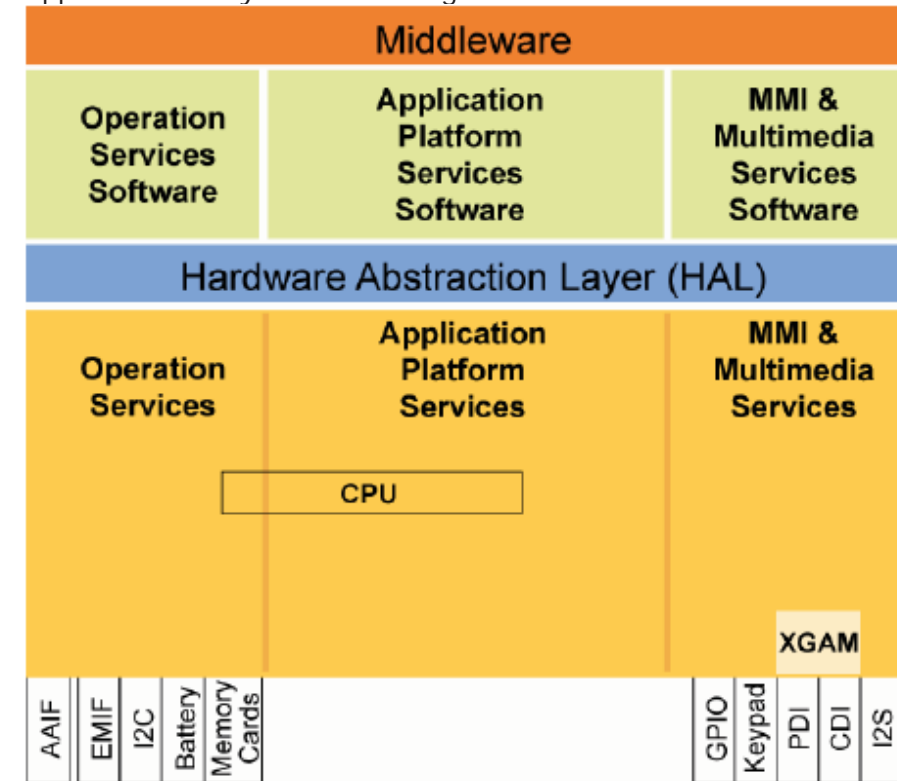 Middleware
Operation
Services
Software
Application
Platform
Services
Software
MMI &
Multimedia
Services
Software
Hardware Abstraction Layer (HAL)
Operation
Services
Application
Platform
Services
MMI &
Multimedia
Services
CPU
XGAM
AAIF
EMIF
I2C
Battery
Memory
Cards
GPIO
Keypad
PDI
CDI
I2S